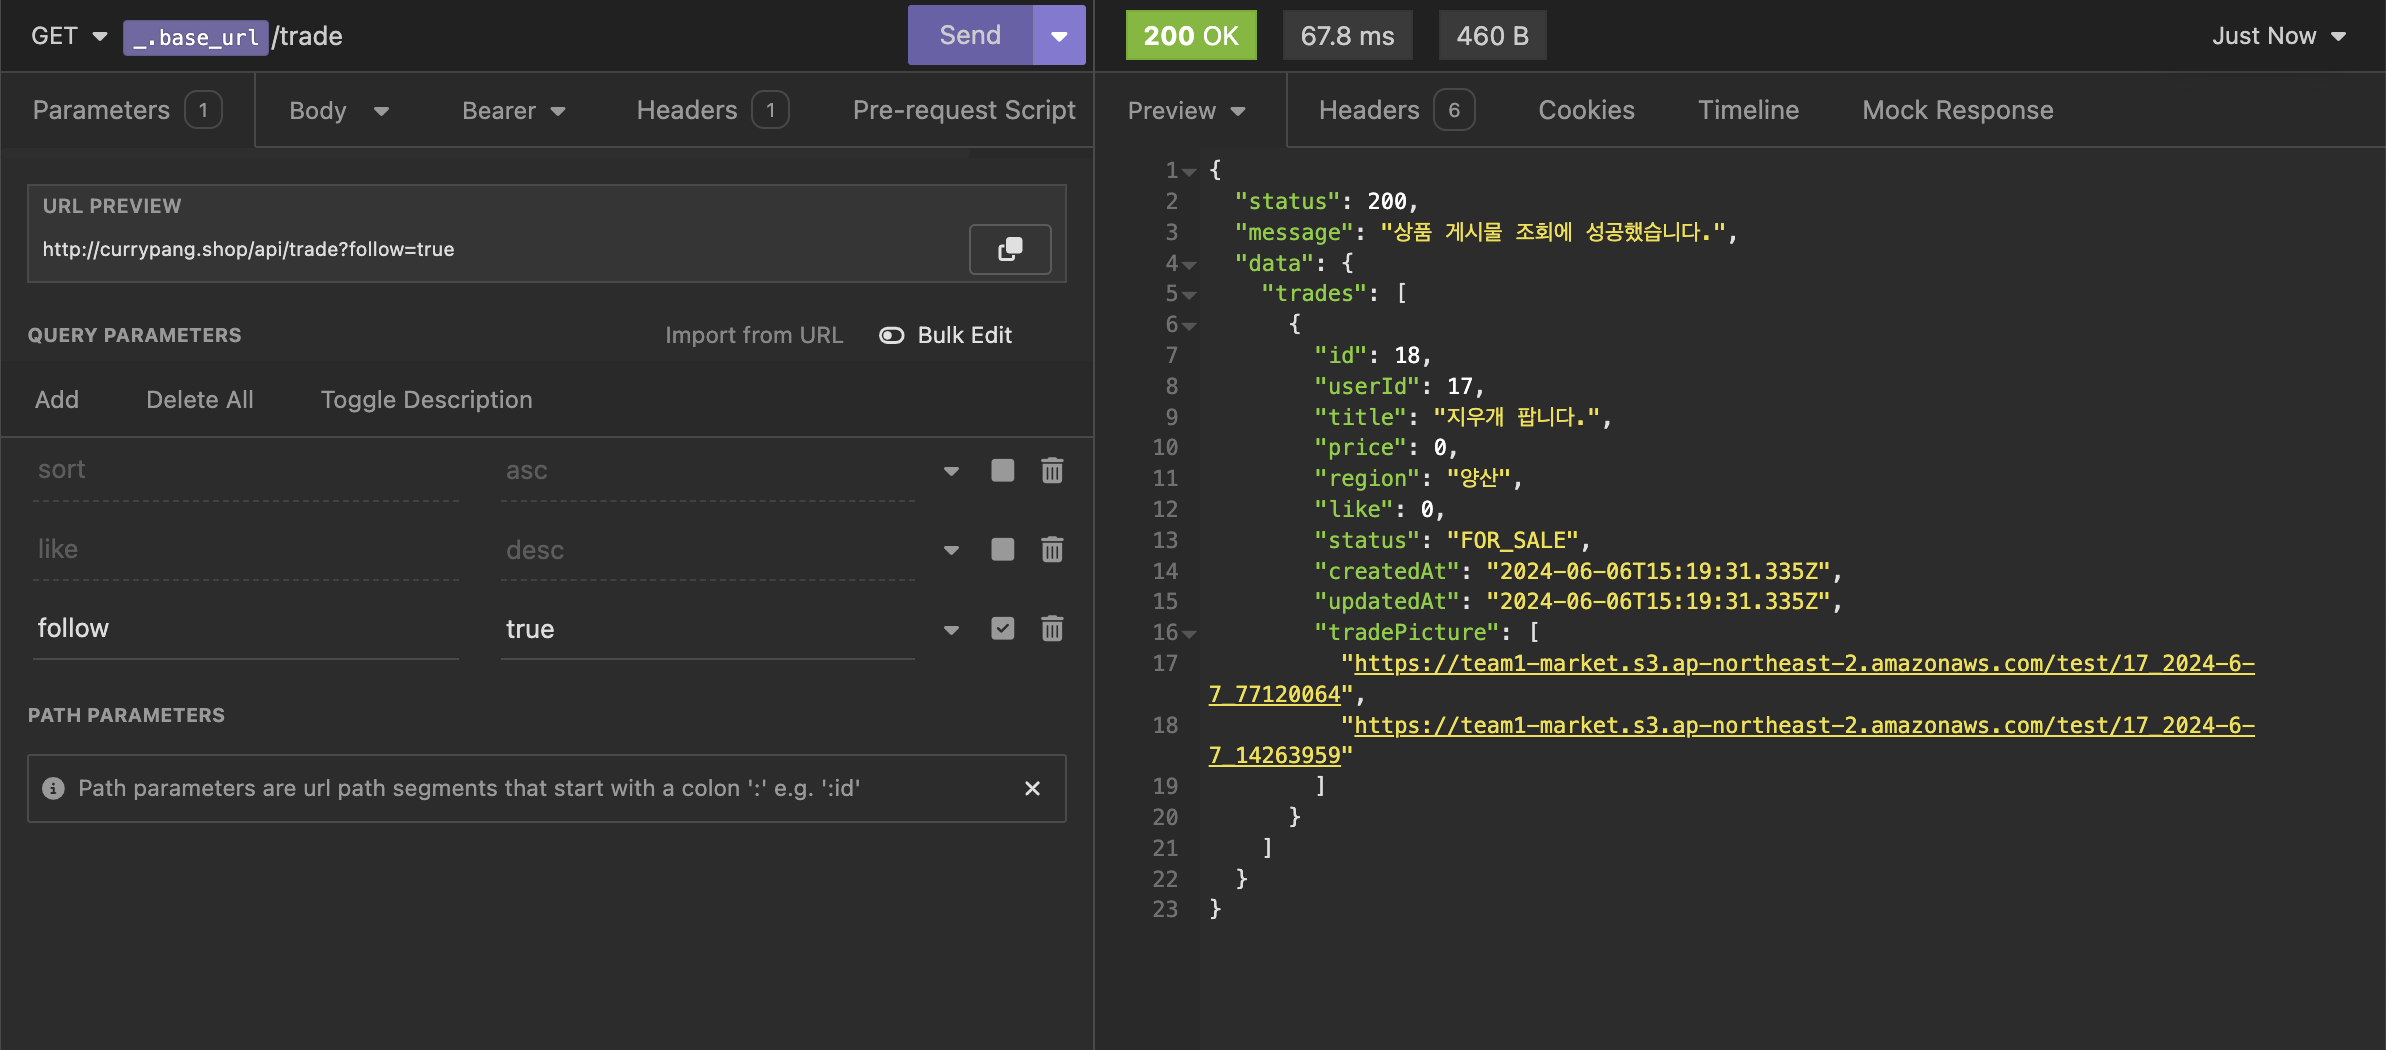 GET _.base_url /trade
Send
Parameters 1
Body
Bearer
Headers 1
Pre-request Script
URL PREVIEW
http://currypang.shop/api/trade?follow=true
QUERY PARAMETERS
Import from URL
Bulk Edit
Add
Delete All
Toggle Description
sort asc
like desc
follow true
PATH PARAMETERS
Path parameters are url path segments that start with a colon ':' e.g. ':id'
200 OK
67.8 ms
460 B
Just Now
Preview
Headers 6
Cookies
Timeline
Mock Response
1 {
2 "status": 200,
3 "message": "상품 게시물 조회에 성공했습니다.",
4 "data": {
5 "trades": [
6 {
7 "id": 18,
8 "userId": 17,
9 "title": "지우개 팝니다.",
10 "price": 0,
11 "region": "양산",
12 "like": 0,
13 "status": "FOR_SALE",
14 "createdAt": "2024-06-06T15:19:31.335Z",
15 "updatedAt": "2024-06-06T15:19:31.335Z",
16 "tradePicture": [
17 "https://team1-market.s3.ap-northeast-2.amazonaws.com/test/17_2024-6-
7_77120064",
18 "https://team1-market.s3.ap-northeast-2.amazonaws.com/test/17_2024-6-
7_14263959"
19 ]
20 }
21 ]
22 }
23 }